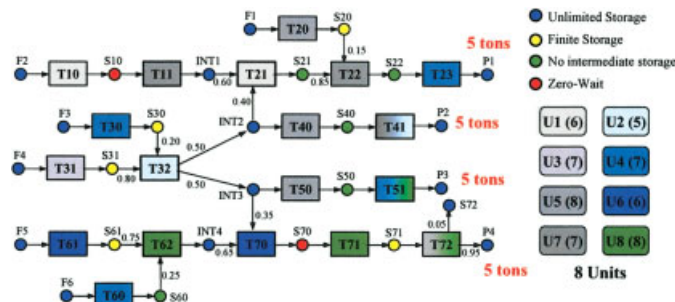 F1 T20 S20
5 tons
0.15
F2 T10 S10 T11 INT1 T21 S21 T22 S22 T23 P1
0.60 0.85
0.40
F3 T30 S30
INT2 T40 S40 T41 P2
5 tons
0.20 0.50
F4 T31 S31 T32
0.80 0.50
INT3 T50 S50 T51 P3
5 tons
S72
0.35
F5 T61 S61 T62 INT4 T70 S70 T71 S71 T72 P4
0.75 0.65 0.05 0.95
0.25
F6 T60 S60
5 tons
Unlimited Storage
Finite Storage
No intermediate storage
Zero-Wait
U1 (6) U2 (5)
U3 (7) U4 (7)
U5 (8) U6 (6)
U7 (7) U8 (8)
8 Units